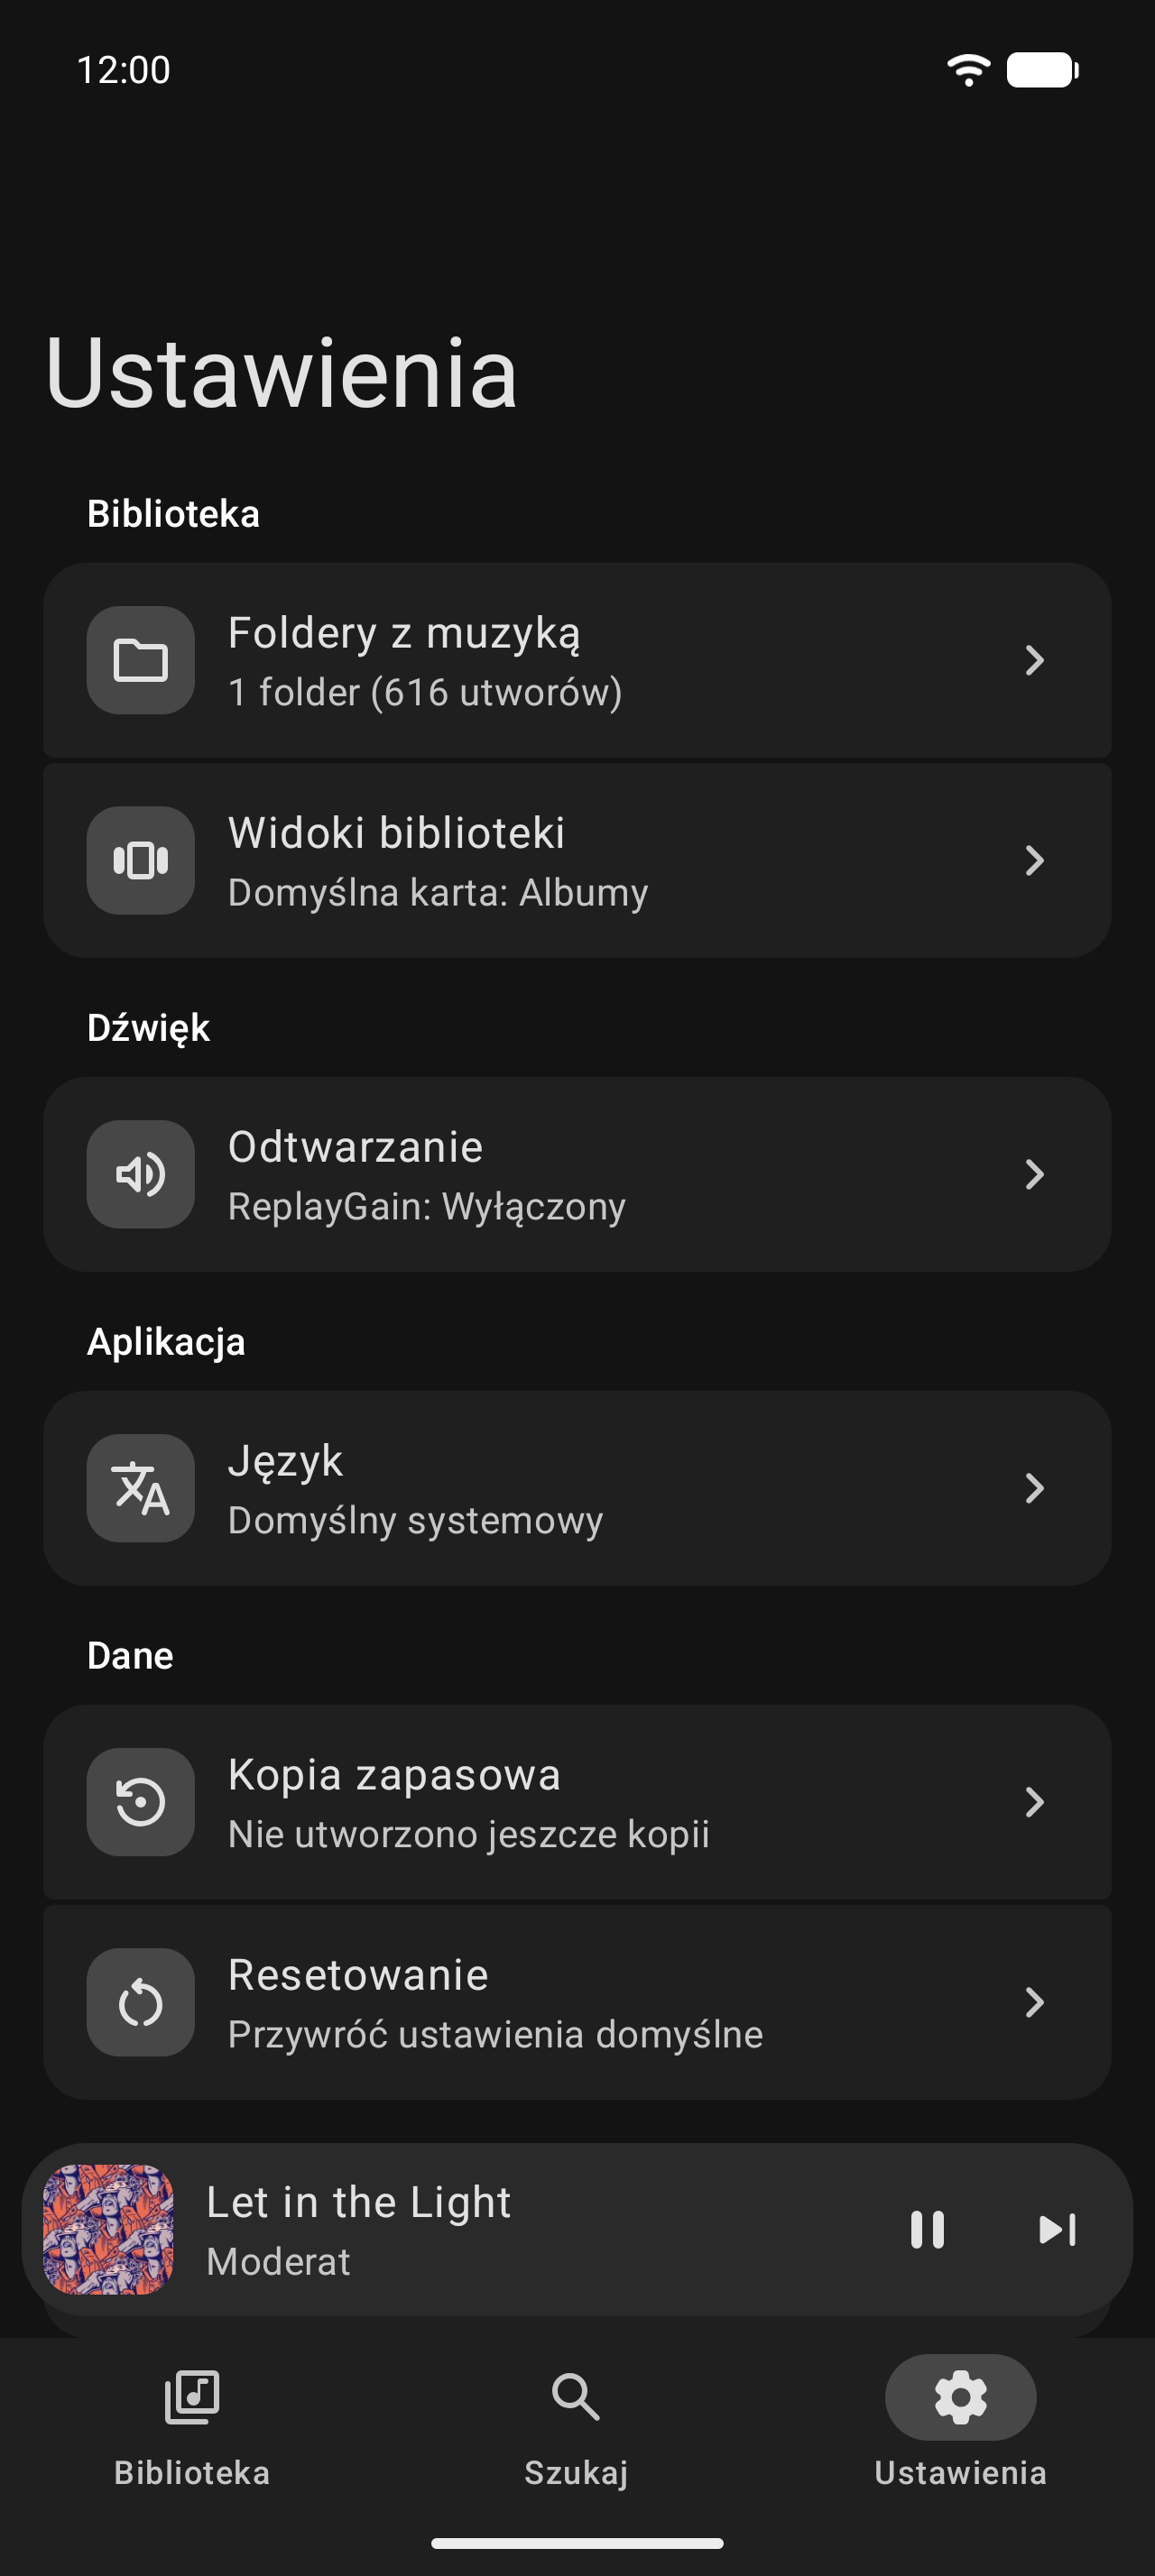 12:00
Ustawienia
Biblioteka
Foldery z muzyką
1 folder (616 utworów)
Widoki biblioteki
Domyślna karta: Albumy
Dźwięk
Odtwarzanie
ReplayGain: Wyłączony
Aplikacja
Język
Domyślny systemowy
Dane
Kopia zapasowa
Nie utworzono jeszcze kopii
Resetowanie
Przywróć ustawienia domyślne
Let in the Light
Moderat
Biblioteka
Szukaj
Ustawienia